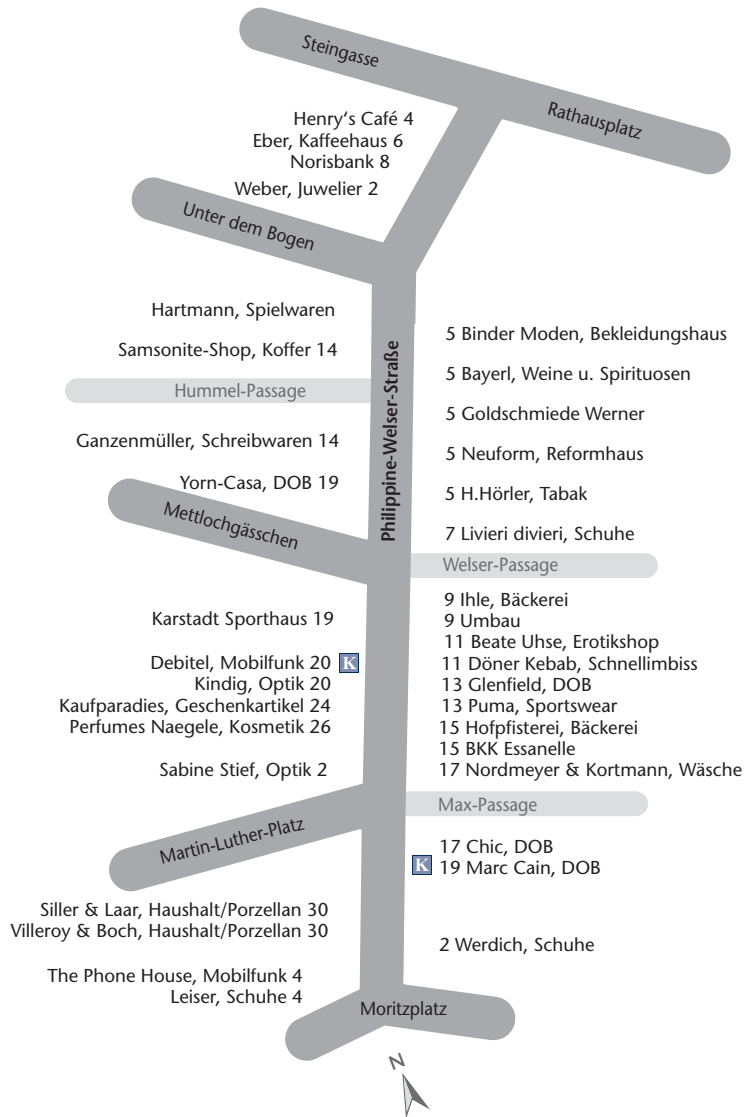 Steingasse
Rathausplatz
Henry's Café 4
Eber, Kaffeehaus 6
Norisbank 8
Weber, Juwelier 2
Unter dem Bogen
Hartmann, Spielwaren
Samsonite-Shop, Koffer 14
Hummel-Passage
Ganzenmüller, Schreibwaren 14
Yorn-Casa, DOB 19
Mettlochgässchen
Philippine-Welser-Straße
5 Binder Moden, Bekleidungshaus
5 Bayerl, Weine u. Spirituosen
5 Goldschmiede Werner
5 Neuform, Reformhaus
5 H.Hörler, Tabak
7 Livieri divieri, Schuhe
Welser-Passage
Karstadt Sporthaus 19
Debitel, Mobilfunk 20 K
Kindig, Optik 20
Kaufparadies, Geschenkartikel 24
Perfumes Naegele, Kosmetik 26
Sabine Stief, Optik 2
9 Ihle, Bäckerei
9 Umbau
11 Beate Uhse, Erotikshop
11 Döner Kebab, Schnellimbiss
13 Glenfield, DOB
13 Puma, Sportswear
15 Hofpfisterei, Bäckerei
15 BKK Essanelle
17 Nordmeyer & Kortmann, Wäsche
Max-Passage
Martin-Luther-Platz
17 Chic, DOB
K 19 Marc Cain, DOB
Siller & Laar, Haushalt/Porzellan 30
Villeroy & Boch, Haushalt/Porzellan 30
2 Werdich, Schuhe
The Phone House, Mobilfunk 4
Leiser, Schuhe 4
Moritzplatz
N